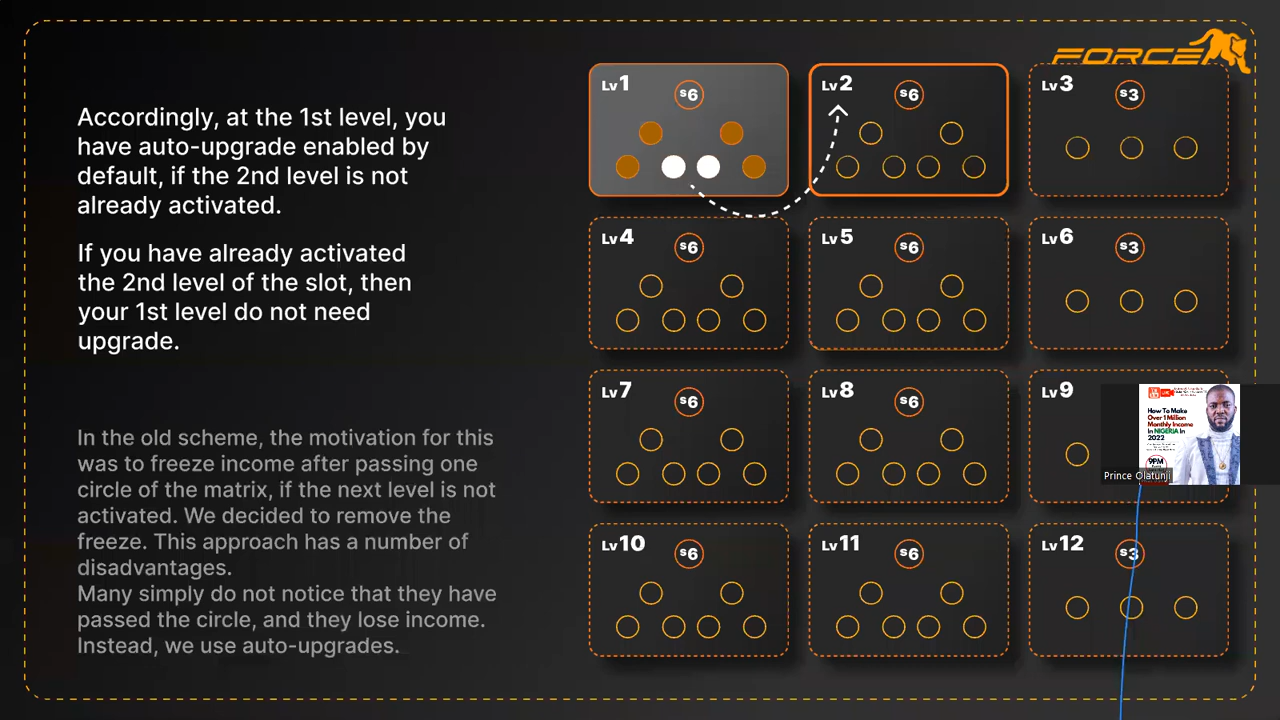 FORCE
Accordingly, at the 1st level, you
have auto-upgrade enabled by
default, if the 2nd level is not
already activated.
If you have already activated
the 2nd level of the slot, then
your 1st level do not need
upgrade.
In the old scheme, the motivation for this
was to freeze income after passing one
circle of the matrix, if the next level is not
activated. We decided to remove the
freeze. This approach has a number of
disadvantages.
Many simply do not notice that they have
passed the circle, and they lose income.
Instead, we use auto-upgrades.
Lv1
s6
Lv2
s6
Lv3
s3
Lv4
s6
Lv5
s6
Lv6
s3
Lv7
s6
Lv8
s6
Lv9
Lv10
s6
Lv11
s6
Lv12
s3
How To Make
Over 1 Million
Monthly Income
In NIGERIA In
2022
9PM
Prince Olatunji